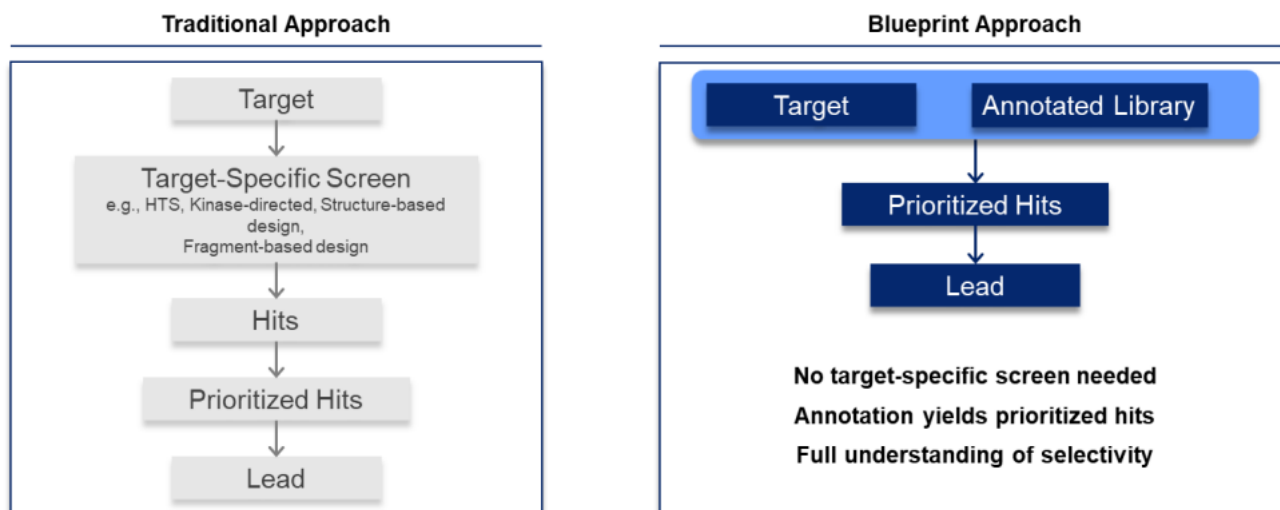 Traditional Approach
Target
Target-Specific Screen
e.g., HTS, Kinase-directed, Structure-based
design,
Fragment-based design
Hits
Prioritized Hits
Lead
Blueprint Approach
Target
Annotated Library
Prioritized Hits
Lead
No target-specific screen needed
Annotation yields prioritized hits
Full understanding of selectivity